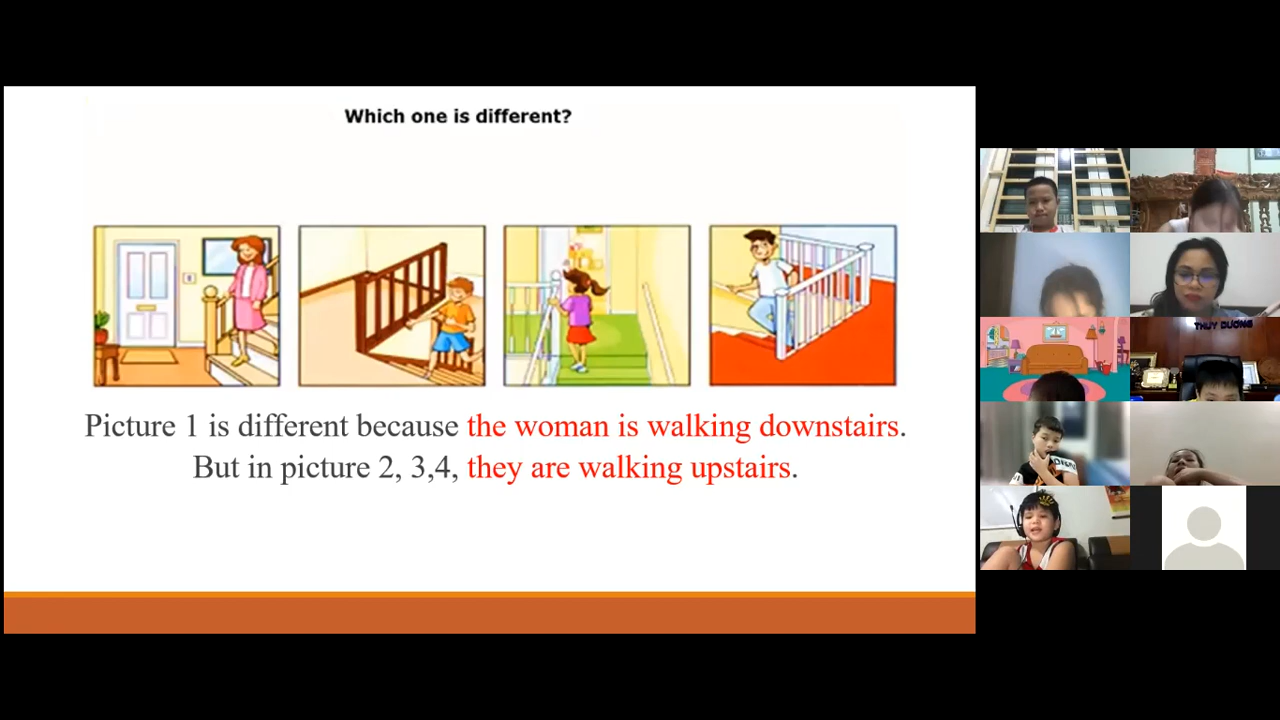 Which one is different?
Picture 1 is different because the woman is walking downstairs.
But in picture 2, 3,4, they are walking upstairs.
THUY DUONG